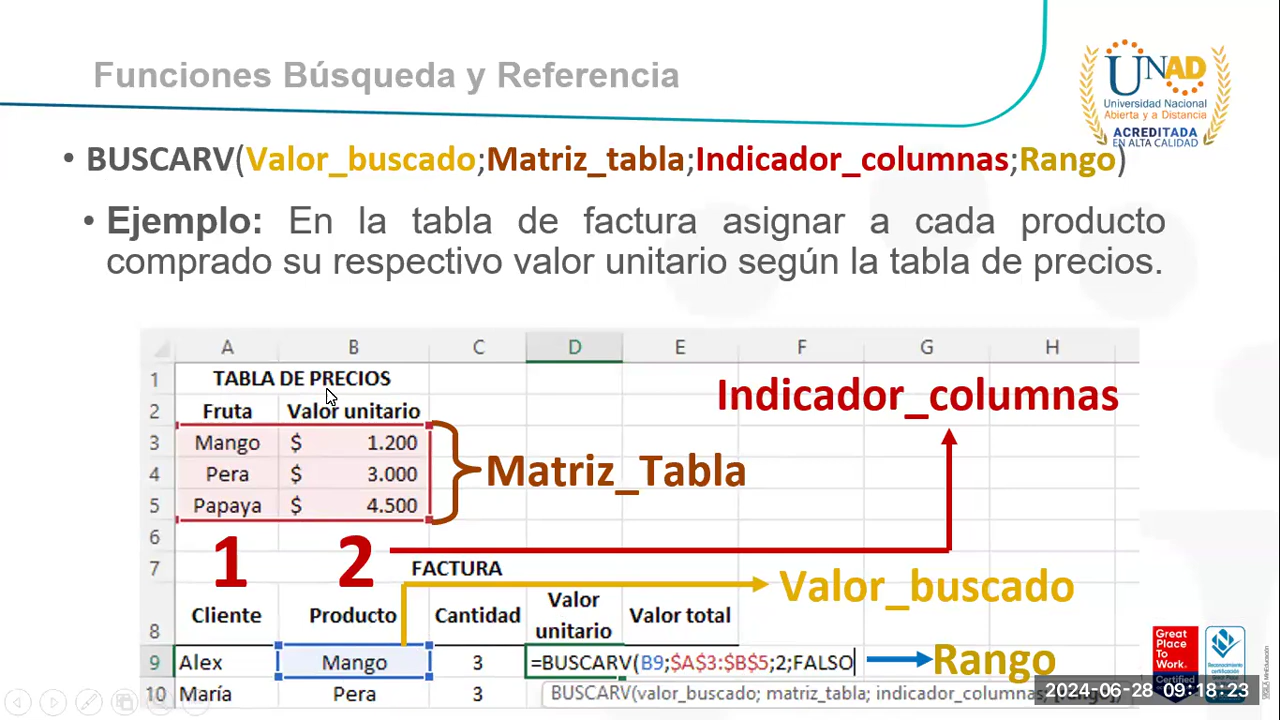 Funciones Búsqueda y Referencia
UNAD
Universidad Nacional
Abierta y a Distancia
ACREDITADA
EN ALTA CALIDAD
• BUSCARV(Valor_buscado;Matriz_tabla;Indicador_columnas;Rango)
• Ejemplo: En la tabla de factura asignar a cada producto
comprado su respectivo valor unitario según la tabla de precios.
A B C D E F G H
1 TABLA DE PRECIOS
Indicador_columnas
2 Fruta Valor unitario
3 Mango $ 1.200
4 Pera $ 3.000
Matriz_Tabla
5 Papaya $ 4.500
6
1 2
7 FACTURA
Valor_buscado
8 Cliente Producto Cantidad Valor unitario Valor total
9 Alex Mango 3 =BUSCARV(B9;$A$3:$B$5;2;FALSO
Rango
10 María Pera 3
BUSCARV(valor_buscado; matriz_tabla; indicador_columnas;
Great
Place
To
Work.
Certified
2024-06-28 09:18:23